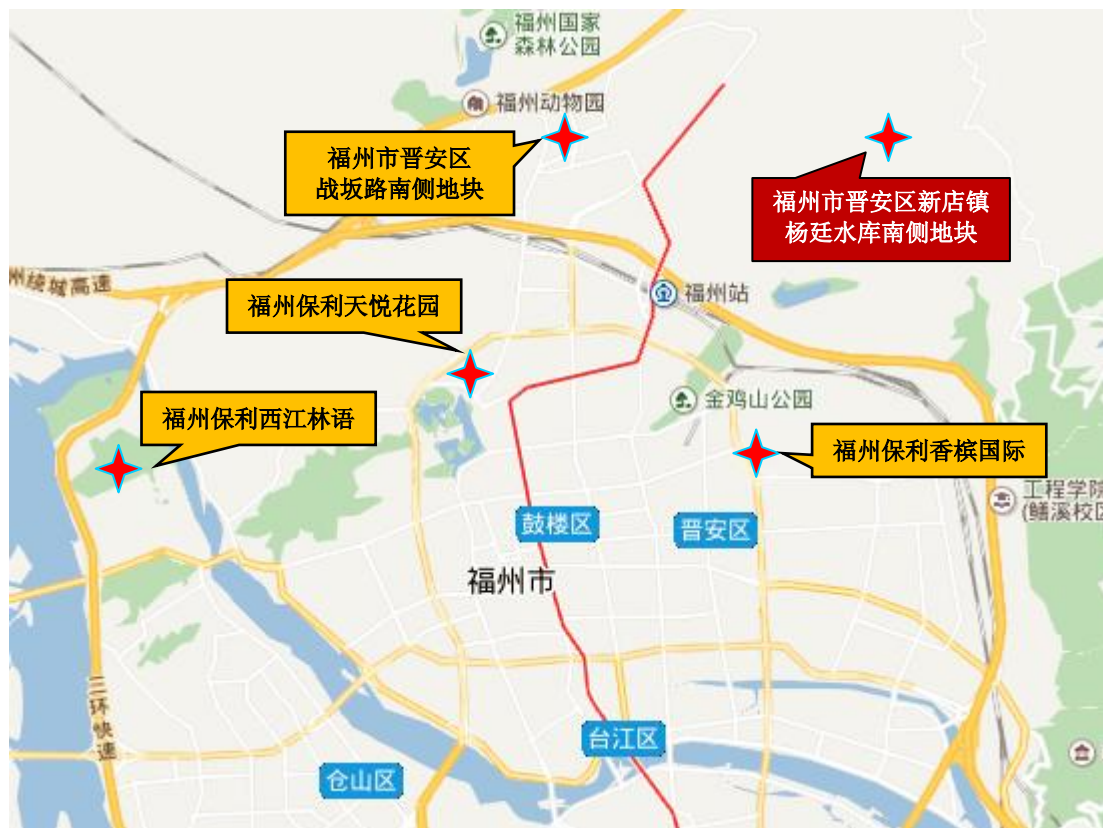 福州国家
森林公园
福州动物园
福州市晋安区
战坂路南侧地块
福州市晋安区新店镇
杨廷水库南侧地块
州绕城高速
福州站
福州保利天悦花园
金鸡山公园
福州保利西江林语
福州保利香槟国际
工程学院
(鳝溪校区
鼓楼区
晋安区
福州市
三环快速
台江区
仓山区